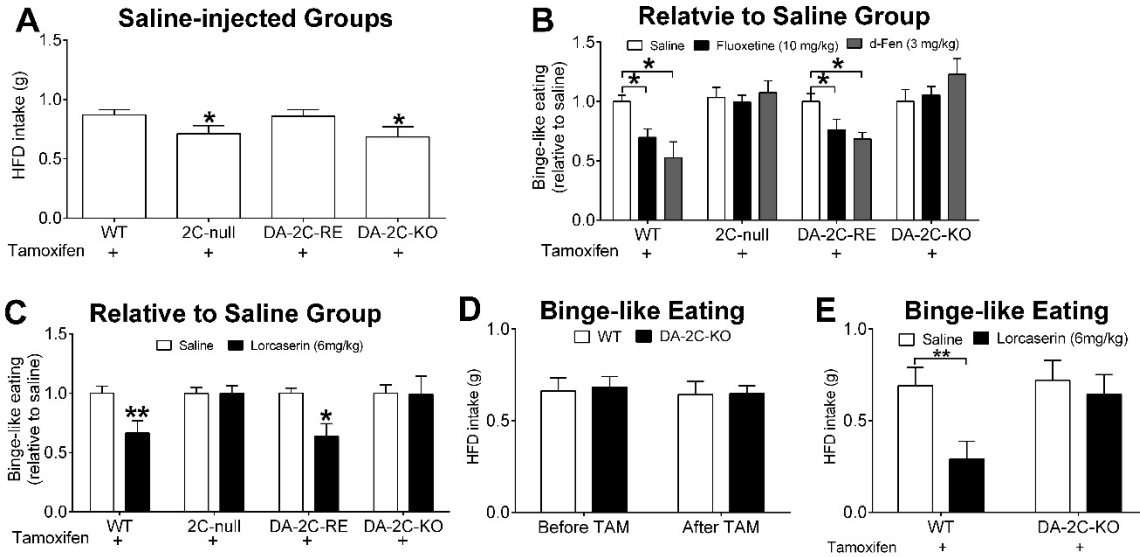 A
Saline-injected Groups
HFD intake (g)
1.5
1.0
0.5
0.0
*
*
WT 2C-null DA-2C-RE DA-2C-KO
Tamoxifen + + + +
B
Relatvie to Saline Group
Saline Fluoxetine (10 mg/kg) d-Fen (3 mg/kg)
Binge-like eating
(relative to saline)
1.5
1.0
0.5
0.0
*
*
*
*
WT 2C-null DA-2C-RE DA-2C-KO
Tamoxifen + + + +
C
Relative to Saline Group
Saline Lorcaserin (6mg/kg)
Binge-like eating
(relative to saline)
1.5
1.0
0.5
0.0
**
*
WT 2C-null DA-2C-RE DA-2C-KO
Tamoxifen + + + +
D
Binge-like Eating
WT DA-2C-KO
HFD intake (g)
1.0
0.5
0.0
Before TAM After TAM
E
Binge-like Eating
Saline Lorcaserin (6mg/kg)
HFD intake (g)
1.0
0.5
0.0
**
WT DA-2C-KO
Tamoxifen + +